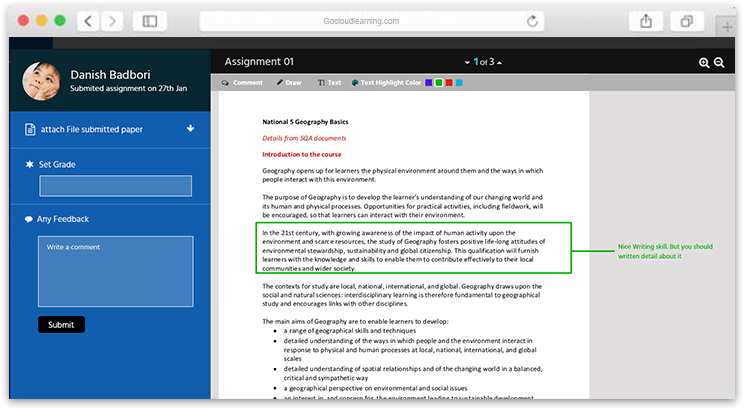 Gocloudlearning.com
Danish Badbori
Submited assignment on 27th Jan
attach File submitted paper
Set Grade
Any Feedback
Write a comment
Submit
Assignment 01
1 of 3
Comment Draw Text Text Highlight Color
National 5 Geography Basics
Details from SQA documents
Introduction to the course
Geography opens up for learners the physical environment around them and the ways in which
people interact with this environment.
The purpose of Geography is to develop the learner's understanding of our changing world and
its human and physical processes. Opportunities for practical activities, including fieldwork, will
be encouraged, so that learners can interact with their environment.
In the 21st century, with growing awareness of the impact of human activity upon the
environment and scarce resources, the study of Geography fosters positive life-long attitudes of
environmental stewardship, sustainability and global citizenship. This qualification will furnish
learners with the knowledge and skills to enable them to contribute effectively to their local
communities and wider society.
Nice Writing skill. But you should
written detail about it
The contexts for study are local, national, international, and global. Geography draws upon the
social and natural sciences: interdisciplinary learning is therefore fundamental to geographical
study and encourages links with other disciplines.
The main aims of Geography are to enable learners to develop:
• a range of geographical skills and techniques
• detailed understanding of the ways in which people and the environment interact in
response to physical and human processes at local, national, international, and global
scales
• detailed understanding of spatial relationships and of the changing world in a balanced,
critical and sympathetic way
• a geographical perspective on environmental and social issues
• an interest in, and concern for, the environment leading to sustainable development